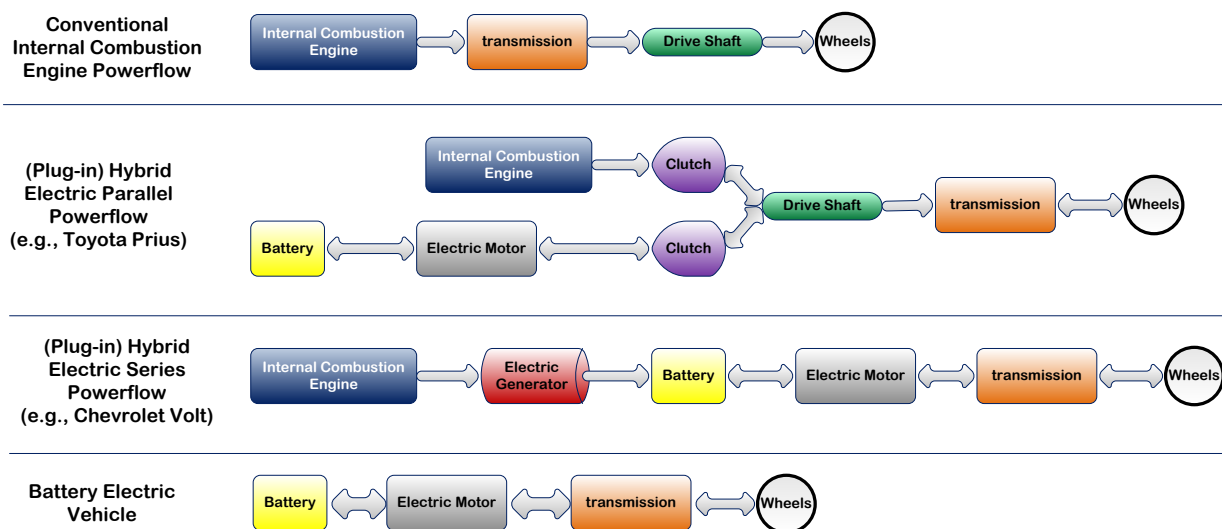 Conventional
Internal Combustion
Engine Powerflow
Internal Combustion
Engine
transmission
Drive Shaft
Wheels
(Plug-in) Hybrid
Electric Parallel
Powerflow
(e.g., Toyota Prius)
Internal Combustion
Engine
Clutch
Battery
Electric Motor
Clutch
Drive Shaft
transmission
Wheels
(Plug-in) Hybrid
Electric Series
Powerflow
(e.g., Chevrolet Volt)
Internal Combustion
Engine
Electric
Generator
Battery
Electric Motor
transmission
Wheels
Battery Electric
Vehicle
Battery
Electric Motor
transmission
Wheels